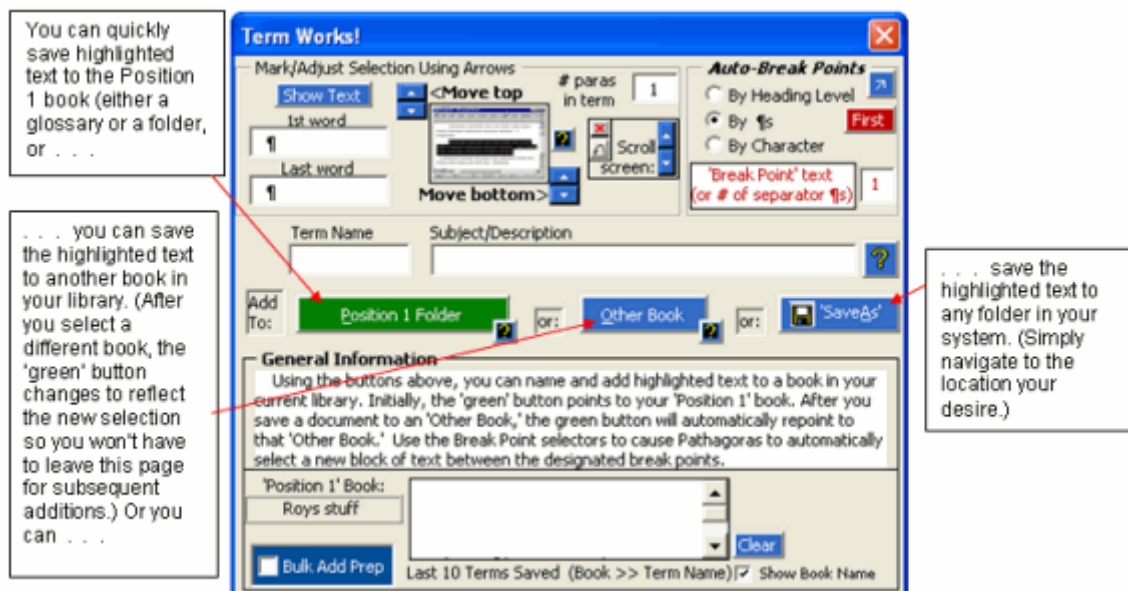 You can quickly
save highlighted
text to the Position
1 book (either a
glossary or a folder,
or . . .
. . . you can save
the highlighted text
to another book in
your library. (After
you select a
different book, the
'green' button
changes to reflect
the new selection
so you won't have
to leave this page
for subsequent
additions.) Or you
can . . .
Term Works!
Mark/Adjust Selection Using Arrows
Show Text
1st word
¶
Last word
¶
<Move top
Move bottom>
# paras
in term
1
Scroll
screen:
Auto-Break Points
By Heading Level
By ¶s
First
By Character
'Break Point' text
(or # of separator ¶s)
1
Term Name
Subject/Description
?
Add
To:
Position 1 Folder
?
or:
Other Book
?
or:
'SaveAs'
General Information
Using the buttons above, you can name and add highlighted text to a book in your
current library. Initially, the 'green' button points to your 'Position 1' book. After you
save a document to an 'Other Book,' the green button will automatically repoint to
that 'Other Book.' Use the Break Point selectors to cause Pathagoras to automatically
select a new block of text between the designated break points.
'Position 1' Book:
Roys stuff
Bulk Add Prep
Clear
Last 10 Terms Saved (Book >> Term Name)
Show Book Name
. . . save the
highlighted text to
any folder in your
system. (Simply
navigate to the
location your
desire.)